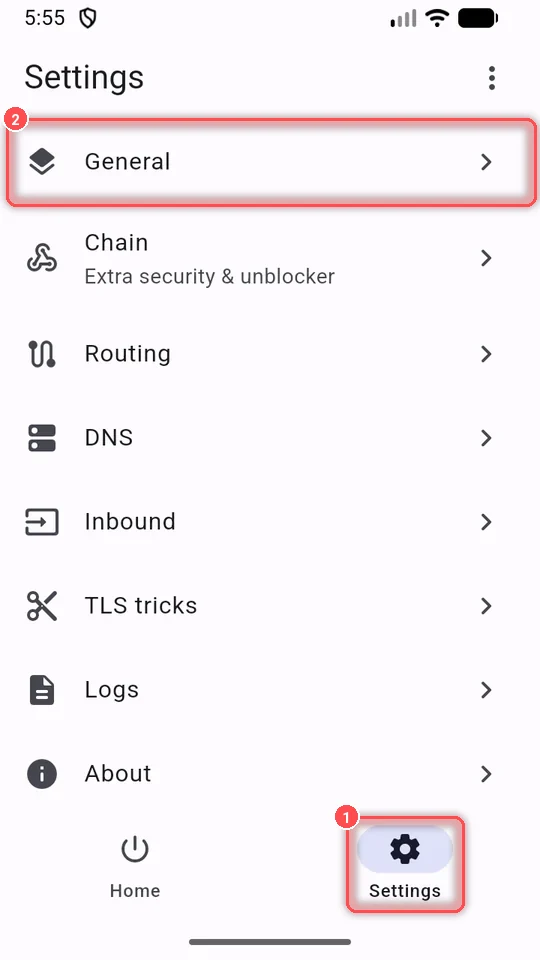 5:55
Settings
2
General
Chain
Extra security & unblocker
Routing
DNS
Inbound
TLS tricks
Logs
About
1
Home
Settings